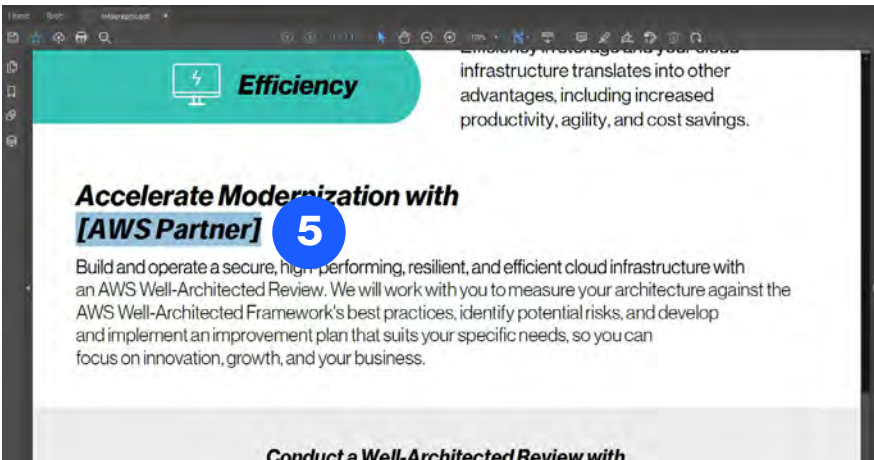 Home Tools Infographic.pdf
Efficiency
infrastructure translates into other
advantages, including increased
productivity, agility, and cost savings.
Accelerate Modernization with
[AWS Partner]
5
Build and operate a secure, high-performing, resilient, and efficient cloud infrastructure with
an AWS Well-Architected Review. We will work with you to measure your architecture against the
AWS Well-Architected Framework's best practices, identify potential risks, and develop
and implement an improvement plan that suits your specific needs, so you can
focus on innovation, growth, and your business.
Conduct a Well-Architected Review with